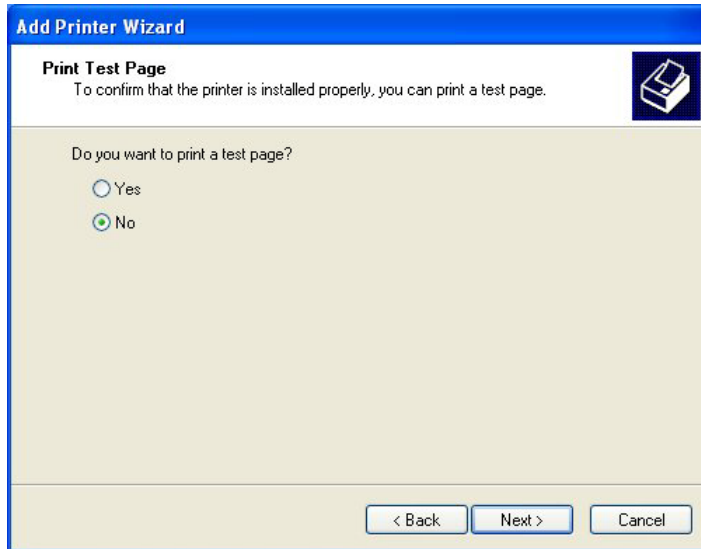 Add Printer Wizard
Print Test Page
To confirm that the printer is installed properly, you can print a test page.
Do you want to print a test page?
Yes
No
< Back Next > Cancel